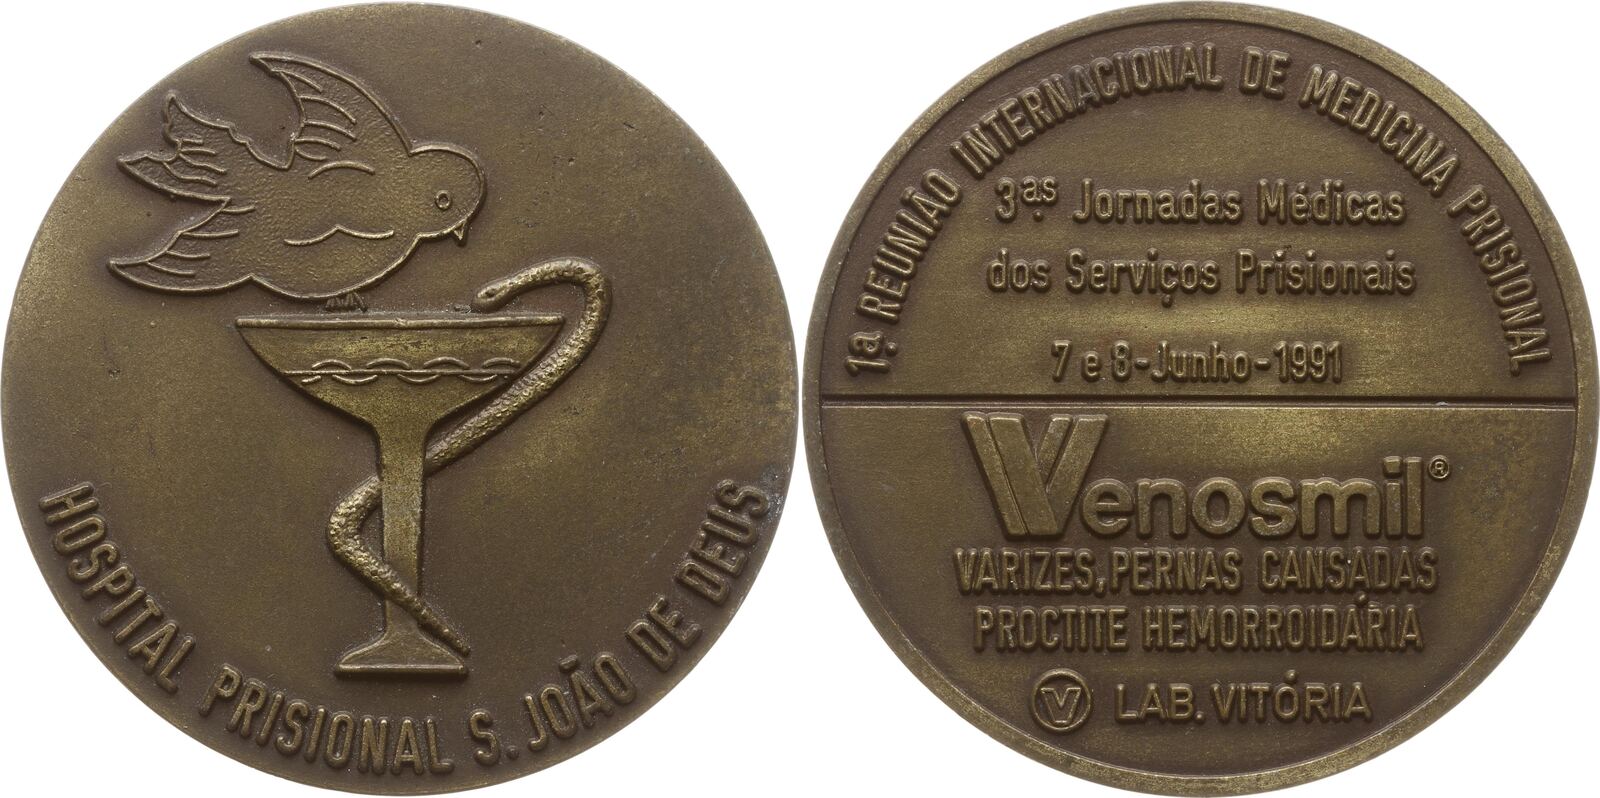 HOSPITAL PRISIONAL S. JOÃO DE DEUS
1ª. REUNIÃO INTERNACIONAL DE MEDICINA PRISIONAL
3ªs. Jornadas Médicas
dos Serviços Prisionais
7 e 8-Junho-1991
Venosmil®
VARIZES, PERNAS CANSADAS
PROCTITE HEMORROIDÁRIA
V LAB. VITÓRIA